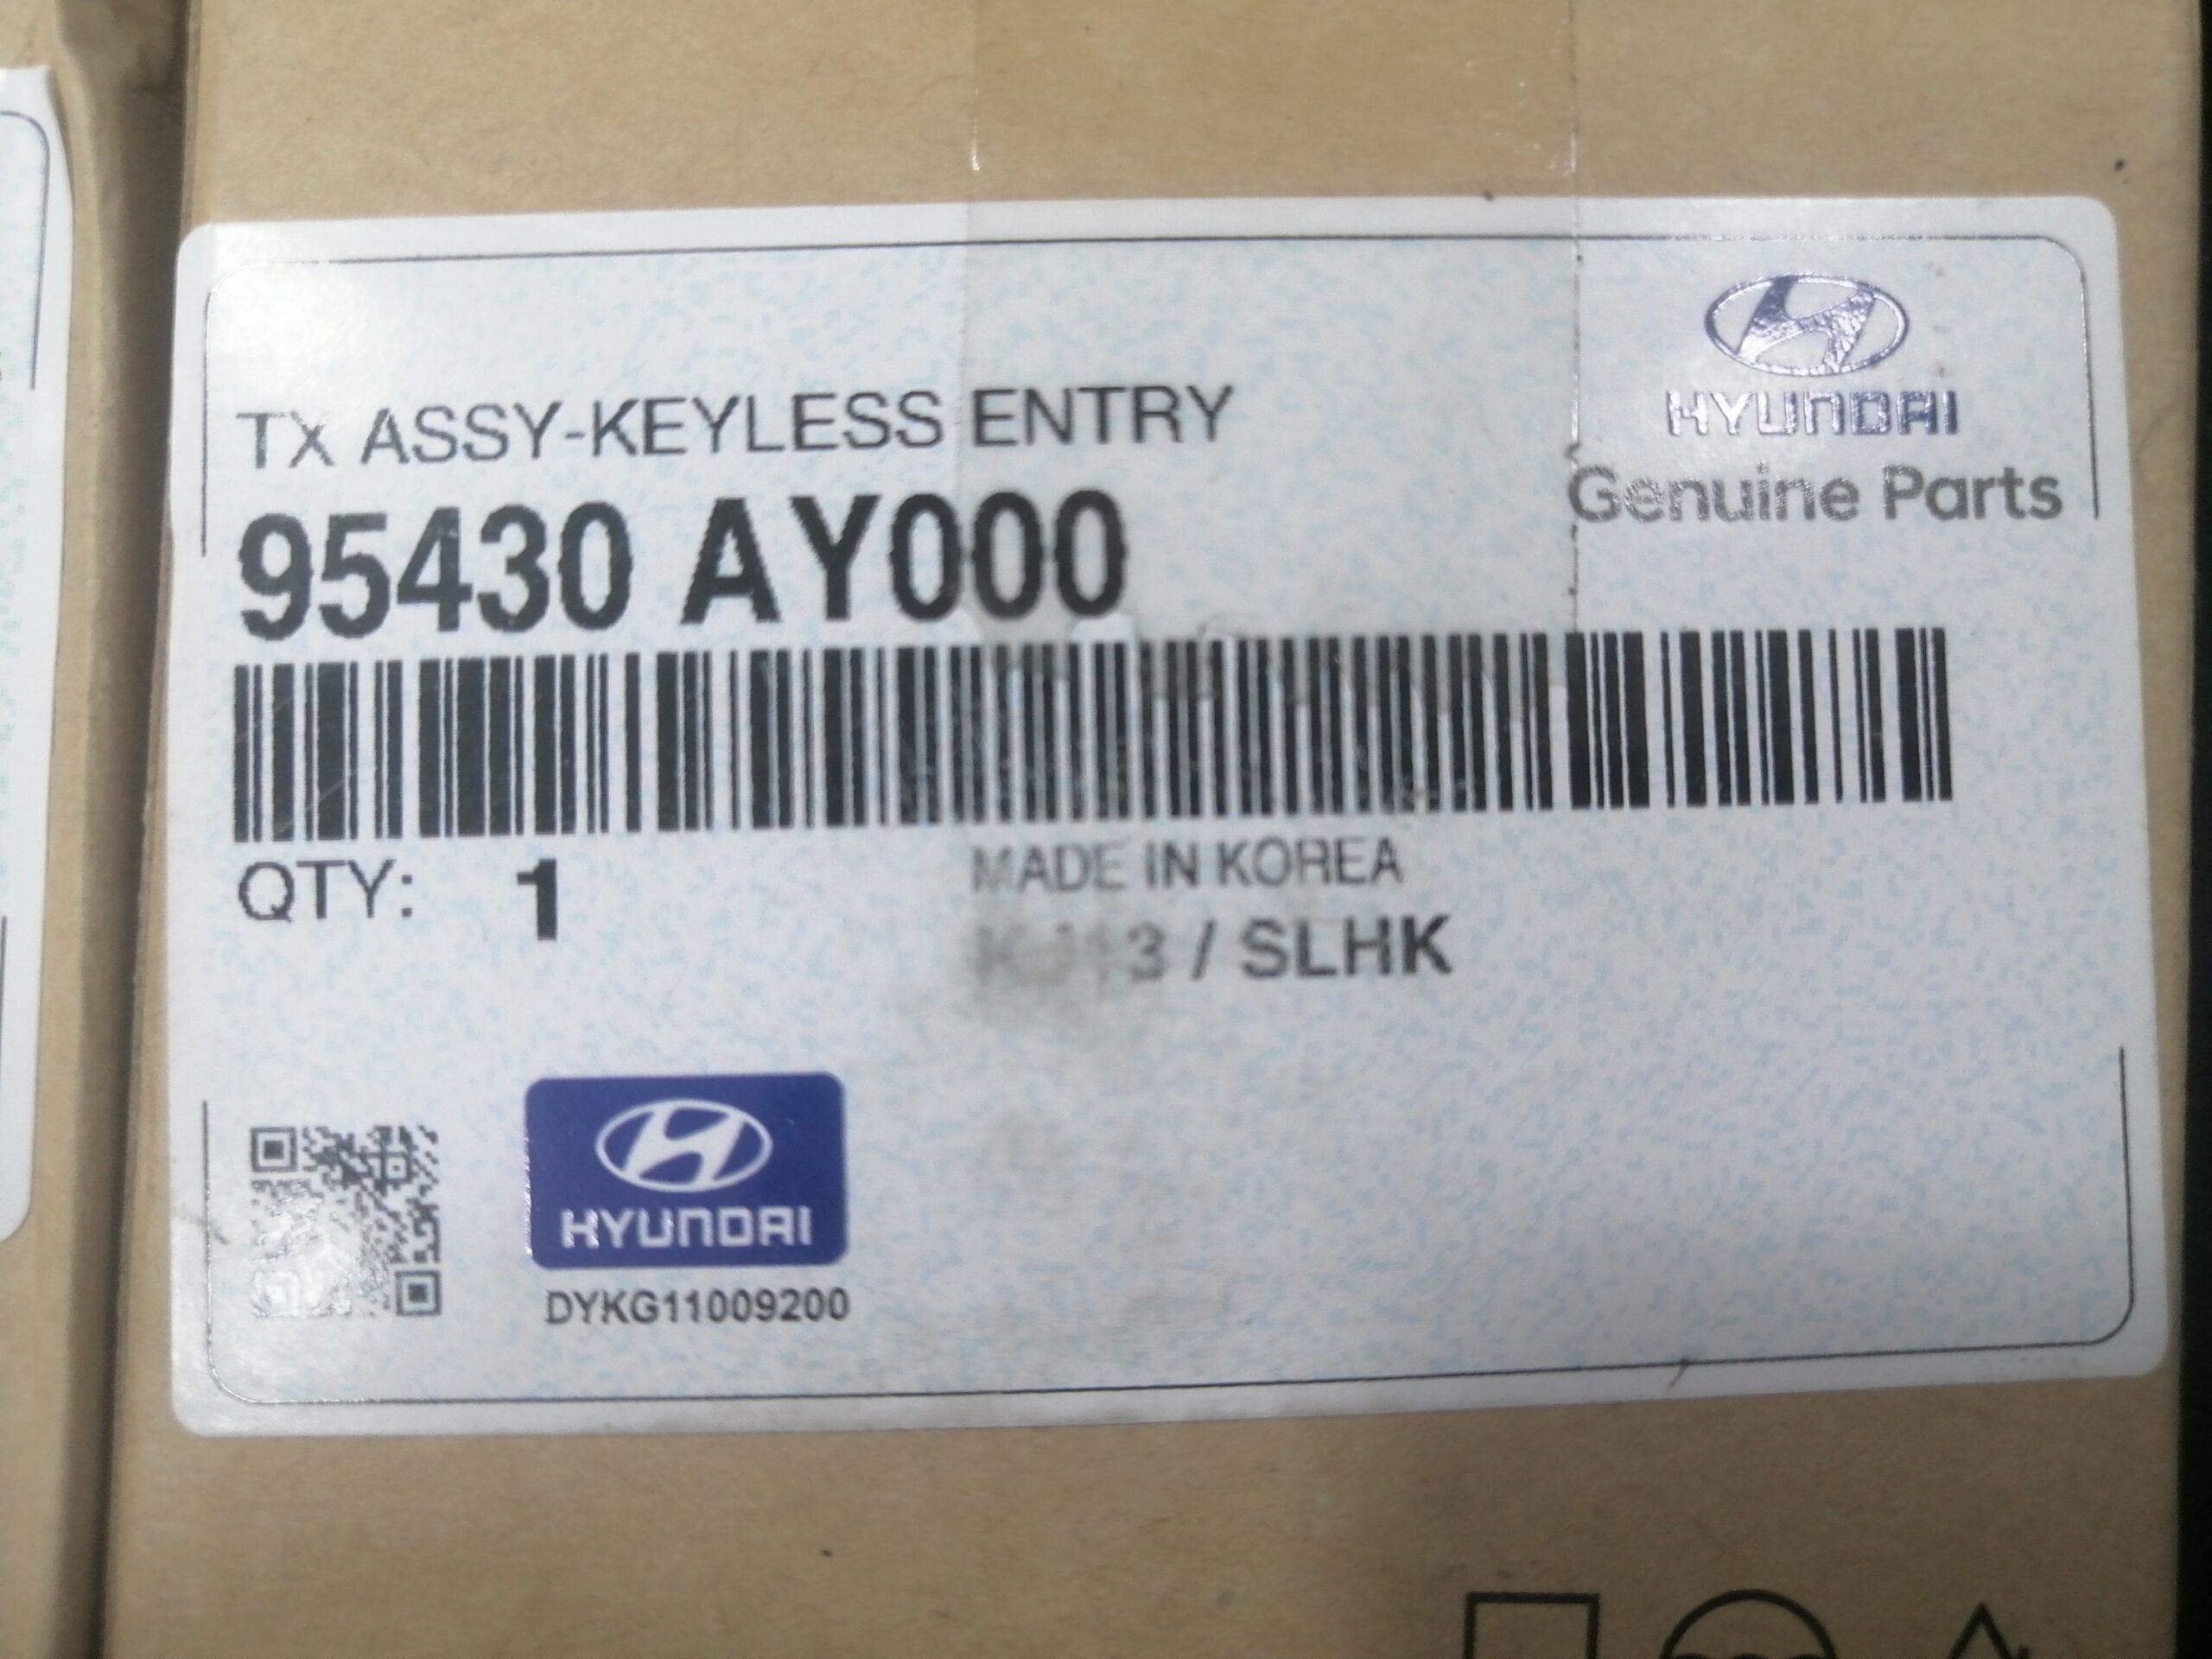 HYUNDAI
Genuine Parts
TX ASSY-KEYLESS ENTRY
95430 AY000
QTY: 1
MADE IN KOREA
/ SLHK
HYUNDAI
DYKG11009200